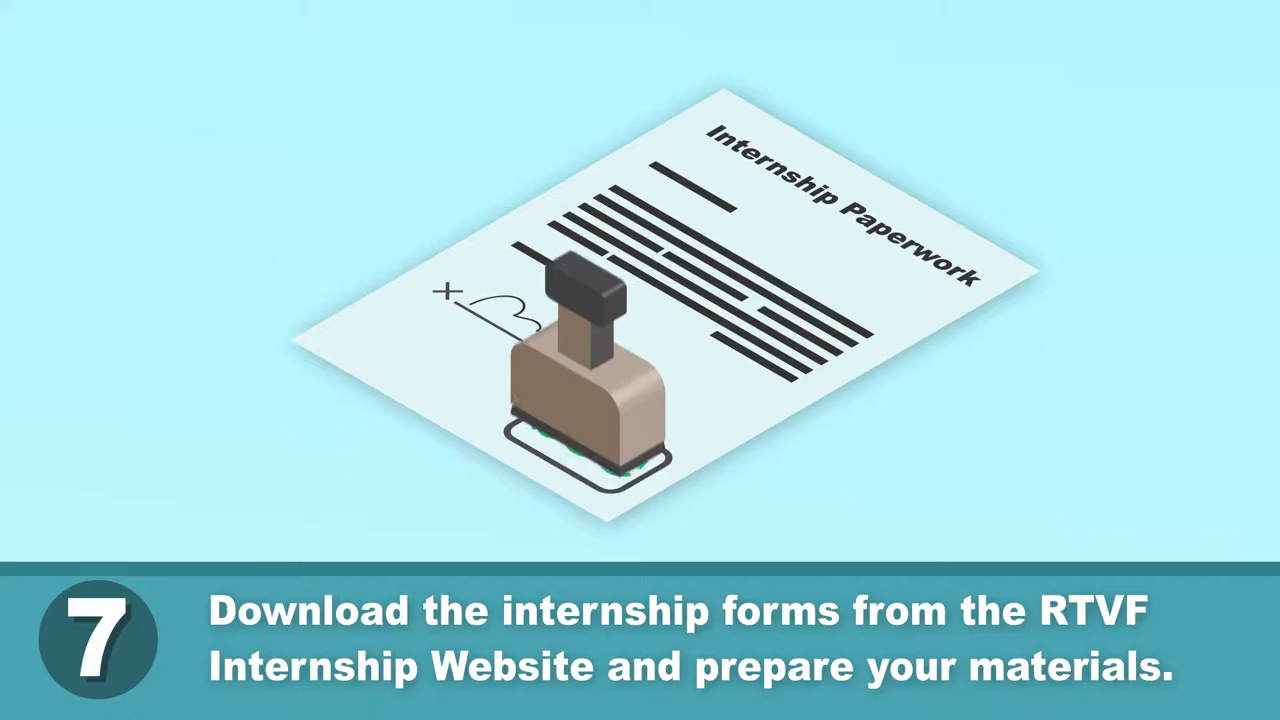 Internship Paperwork
×
7
Download the internship forms from the RTVF
Internship Website and prepare your materials.